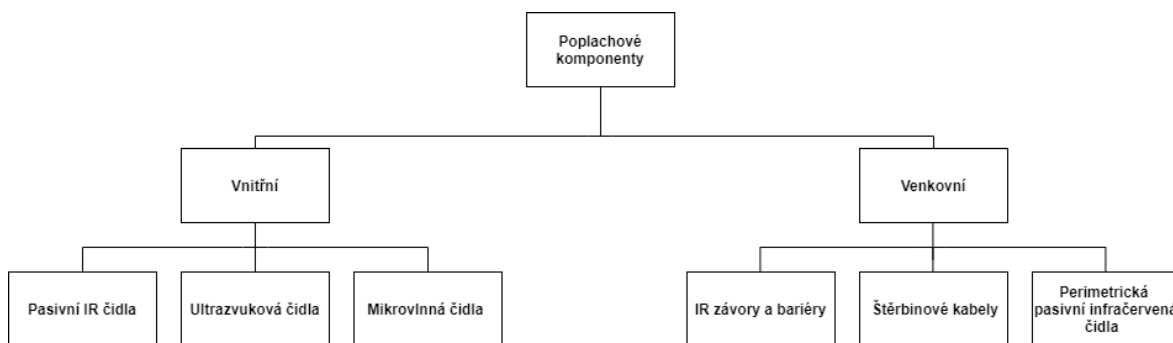 Poplachové
komponenty
Vnitřní
Venkovní
Pasivní IR čidla
Ultrazvuková čidla
Mikrovlnná čidla
IR závory a bariéry
Štěrbinové kabely
Perimetrická
pasivní infračervená
čidla